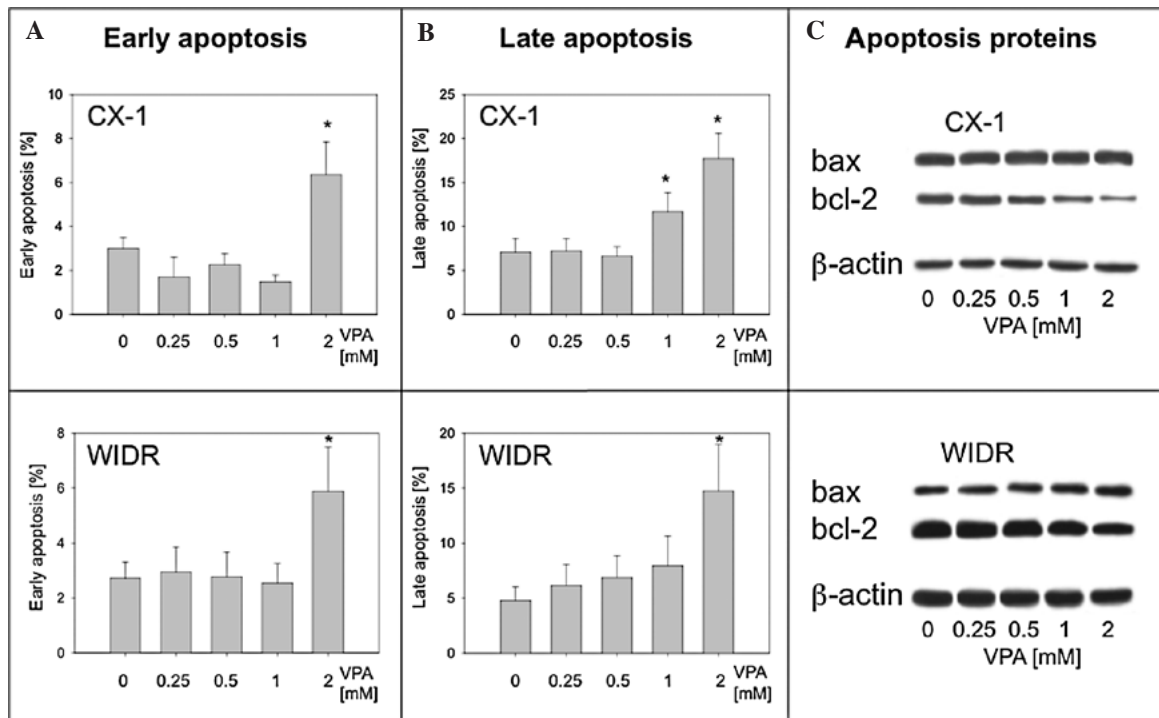 A Early apoptosis
Early apoptosis [%]
CX-1
10
8
6
4
2
0
*
0 0.25 0.5 1 2 VPA
[mM]
B Late apoptosis
Late apoptosis [%]
CX-1
25
20
15
10
5
0
* *
0 0.25 0.5 1 2 VPA
[mM]
C Apoptosis proteins
CX-1
bax
bcl-2
β-actin
0 0.25 0.5 1 2
VPA [mM]
Early apoptosis [%]
WIDR
8
6
4
2
0
*
0 0.25 0.5 1 2 VPA
[mM]
Late apoptosis [%]
WIDR
20
15
10
5
0
*
0 0.25 0.5 1 2 VPA
[mM]
WIDR
bax
bcl-2
β-actin
0 0.25 0.5 1 2
VPA [mM]